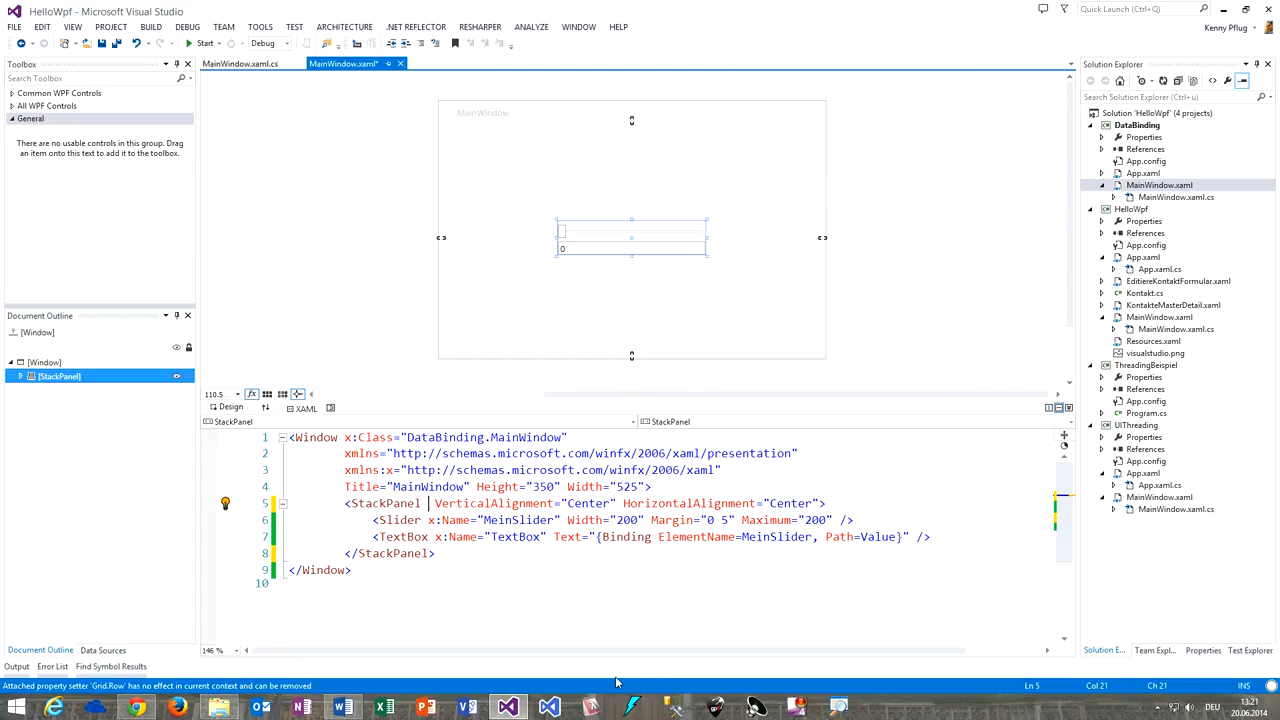 HelloWpf - Microsoft Visual Studio
Quick Launch (Ctrl+Q)
FILE EDIT VIEW PROJECT BUILD DEBUG TEAM TOOLS TEST ARCHITECTURE .NET REFLECTOR RESHARPER ANALYZE WINDOW HELP
Kenny Pflug
Start
Debug
Toolbox
Search Toolbox
Common WPF Controls
All WPF Controls
General
There are no usable controls in this group. Drag
an item onto this text to add it to the toolbox.
Document Outline
[Window]
[Window]
[StackPanel]
Document Outline
Data Sources
Output
Error List
Find Symbol Results
MainWindow.xaml.cs
MainWindow.xaml*
MainWindow
0
110.5
fx
Design
XAML
StackPanel
StackPanel
1 <Window x:Class="DataBinding.MainWindow"
2 xmlns="http://schemas.microsoft.com/winfx/2006/xaml/presentation"
3 xmlns:x="http://schemas.microsoft.com/winfx/2006/xaml"
4 Title="MainWindow" Height="350" Width="525">
5 <StackPanel VerticalAlignment="Center" HorizontalAlignment="Center">
6 <Slider x:Name="MeinSlider" Width="200" Margin="0 5" Maximum="200" />
7 <TextBox x:Name="TextBox" Text="{Binding ElementName=MeinSlider, Path=Value}" />
8 </StackPanel>
9 </Window>
10
146 %
Solution Explorer
Search Solution Explorer (Ctrl+ü)
Solution 'HelloWpf' (4 projects)
DataBinding
Properties
References
App.config
App.xaml
MainWindow.xaml
MainWindow.xaml.cs
HelloWpf
Properties
References
App.config
App.xaml
App.xaml.cs
EditiereKontaktFormular.xaml
Kontakt.cs
KontakteMasterDetail.xaml
MainWindow.xaml
MainWindow.xaml.cs
Resources.xaml
visualstudio.png
ThreadingBeispiel
Properties
References
App.config
Program.cs
UIThreading
Properties
References
App.config
App.xaml
App.xaml.cs
MainWindow.xaml
MainWindow.xaml.cs
Solution E...
Team Expl...
Properties
Test Explorer
Attached property setter 'Grid.Row' has no effect in current context and can be removed
Ln 5
Col 21
Ch 21
INS
DEU
13:21
20.06.2014